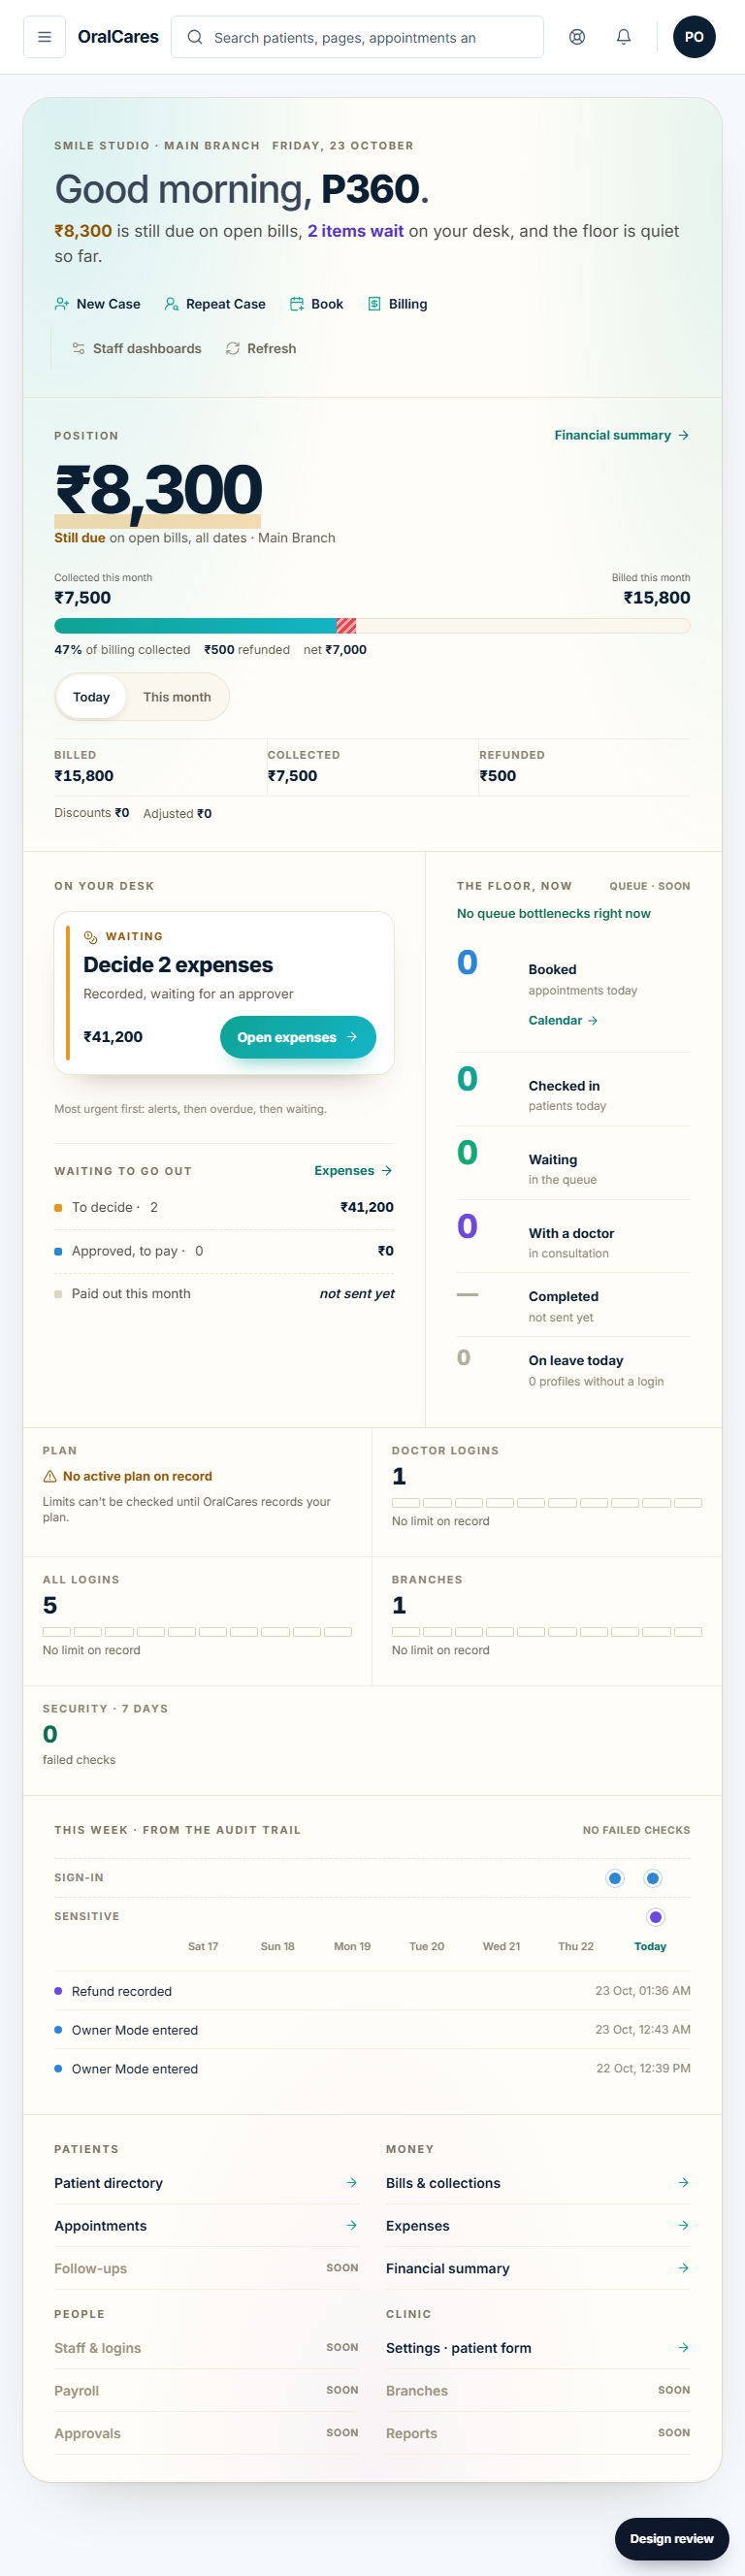 OralCares
Search patients, pages, appointments an
PO
SMILE STUDIO · MAIN BRANCH FRIDAY, 23 OCTOBER
Good morning, P360.
₹8,300 is still due on open bills, 2 items wait on your desk, and the floor is quiet
so far.
New Case
Repeat Case
Book
Billing
Staff dashboards
Refresh
POSITION
Financial summary →
₹8,300
Still due on open bills, all dates · Main Branch
Collected this month
Billed this month
₹7,500
₹15,800
47% of billing collected ₹500 refunded net ₹7,000
Today
This month
BILLED
COLLECTED
REFUNDED
₹15,800
₹7,500
₹500
Discounts ₹0 Adjusted ₹0
ON YOUR DESK
WAITING
Decide 2 expenses
Recorded, waiting for an approver
₹41,200
Open expenses →
Most urgent first: alerts, then overdue, then waiting.
WAITING TO GO OUT
Expenses →
To decide · 2
₹41,200
Approved, to pay · 0
₹0
Paid out this month
not sent yet
THE FLOOR, NOW
QUEUE · SOON
No queue bottlenecks right now
0
Booked
appointments today
Calendar →
0
Checked in
patients today
0
Waiting
in the queue
0
With a doctor
in consultation
—
Completed
not sent yet
0
On leave today
0 profiles without a login
PLAN
No active plan on record
Limits can't be checked until OralCares records your
plan.
DOCTOR LOGINS
1
No limit on record
ALL LOGINS
5
No limit on record
BRANCHES
1
No limit on record
SECURITY · 7 DAYS
0
failed checks
THIS WEEK · FROM THE AUDIT TRAIL
NO FAILED CHECKS
SIGN-IN
SENSITIVE
Sat 17
Sun 18
Mon 19
Tue 20
Wed 21
Thu 22
Today
Refund recorded
23 Oct, 01:36 AM
Owner Mode entered
23 Oct, 12:43 AM
Owner Mode entered
22 Oct, 12:39 PM
PATIENTS
Patient directory →
Appointments →
Follow-ups SOON
MONEY
Bills & collections →
Expenses →
Financial summary →
PEOPLE
Staff & logins SOON
Payroll SOON
Approvals SOON
CLINIC
Settings · patient form →
Branches SOON
Reports SOON
Design review